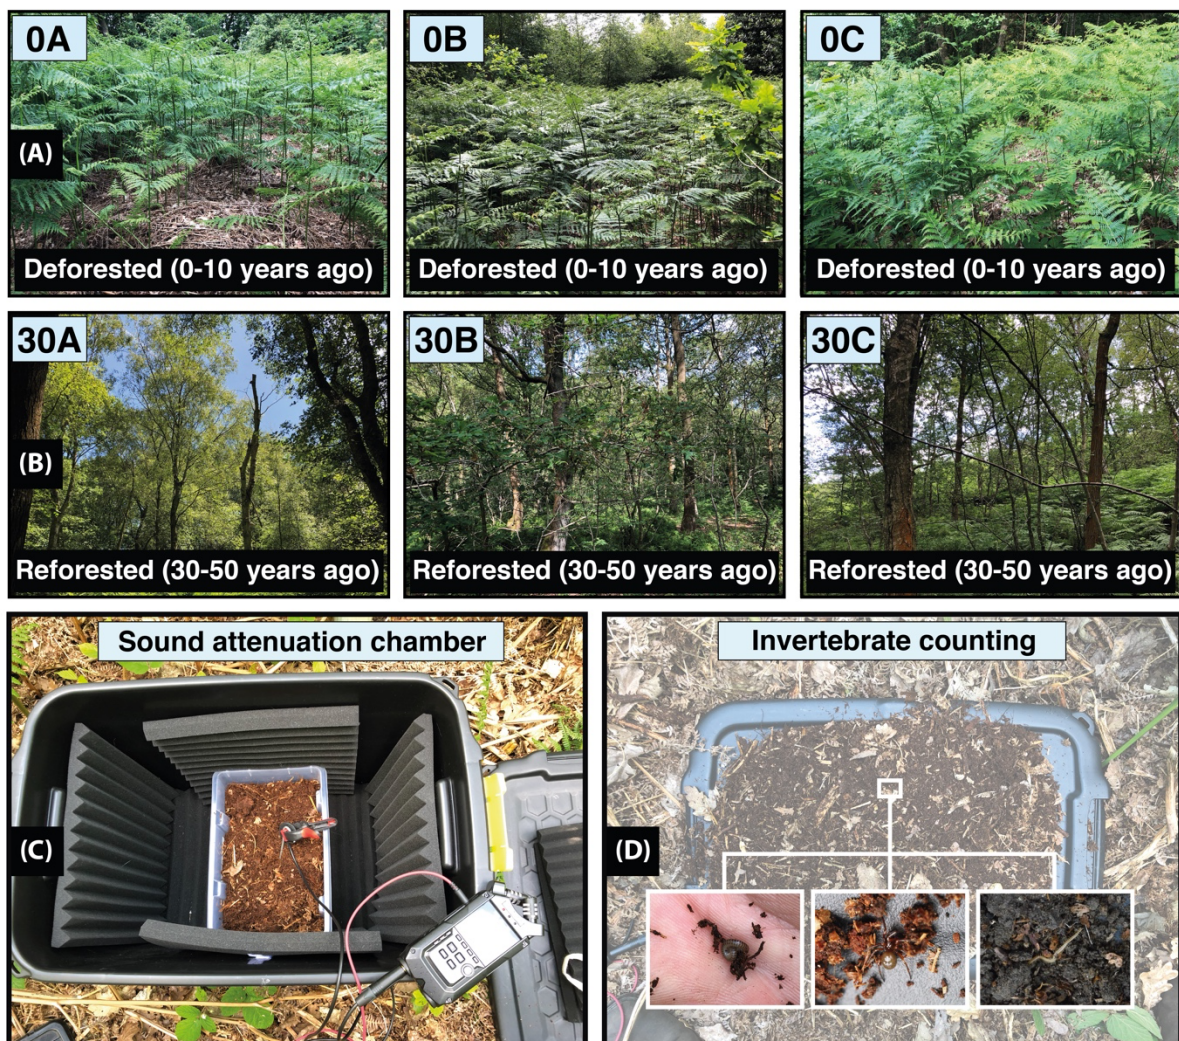 0A
0B
0C
(A)
Deforested (0-10 years ago)
Deforested (0-10 years ago)
Deforested (0-10 years ago)
30A
30B
30C
(B)
Reforested (30-50 years ago)
Reforested (30-50 years ago)
Reforested (30-50 years ago)
Sound attenuation chamber
Invertebrate counting
(C)
(D)